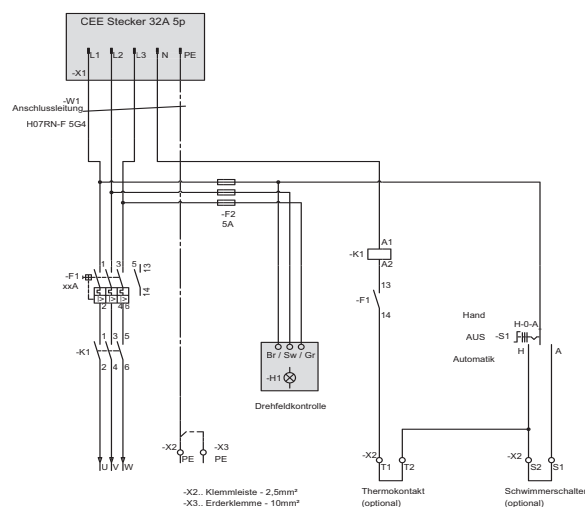 CEE Stecker 32A 5p
L1 L2 L3 N PE
-X1
-W1
Anschlussleitung
H07RN-F 5G4
-F2
5A
A1
-K1
A2
1 3 5 13
-F1
xxA
14
2 4 6
13
-F1
14
Hand
H-0-A
AUS
-S1
H A
Automatik
1 3 5
-K1
2 4 6
Br / Sw / Gr
-H1
Drehfeldkontrolle
-X2 -X3
PE PE
U V W
-X2
T1 T2
-X2
S2 S1
-X2.. Klemmleiste - 2,5mm²
-X3.. Erderklemme - 10mm²
Thermokontakt
(optional)
Schwimmerschalter
(optional)